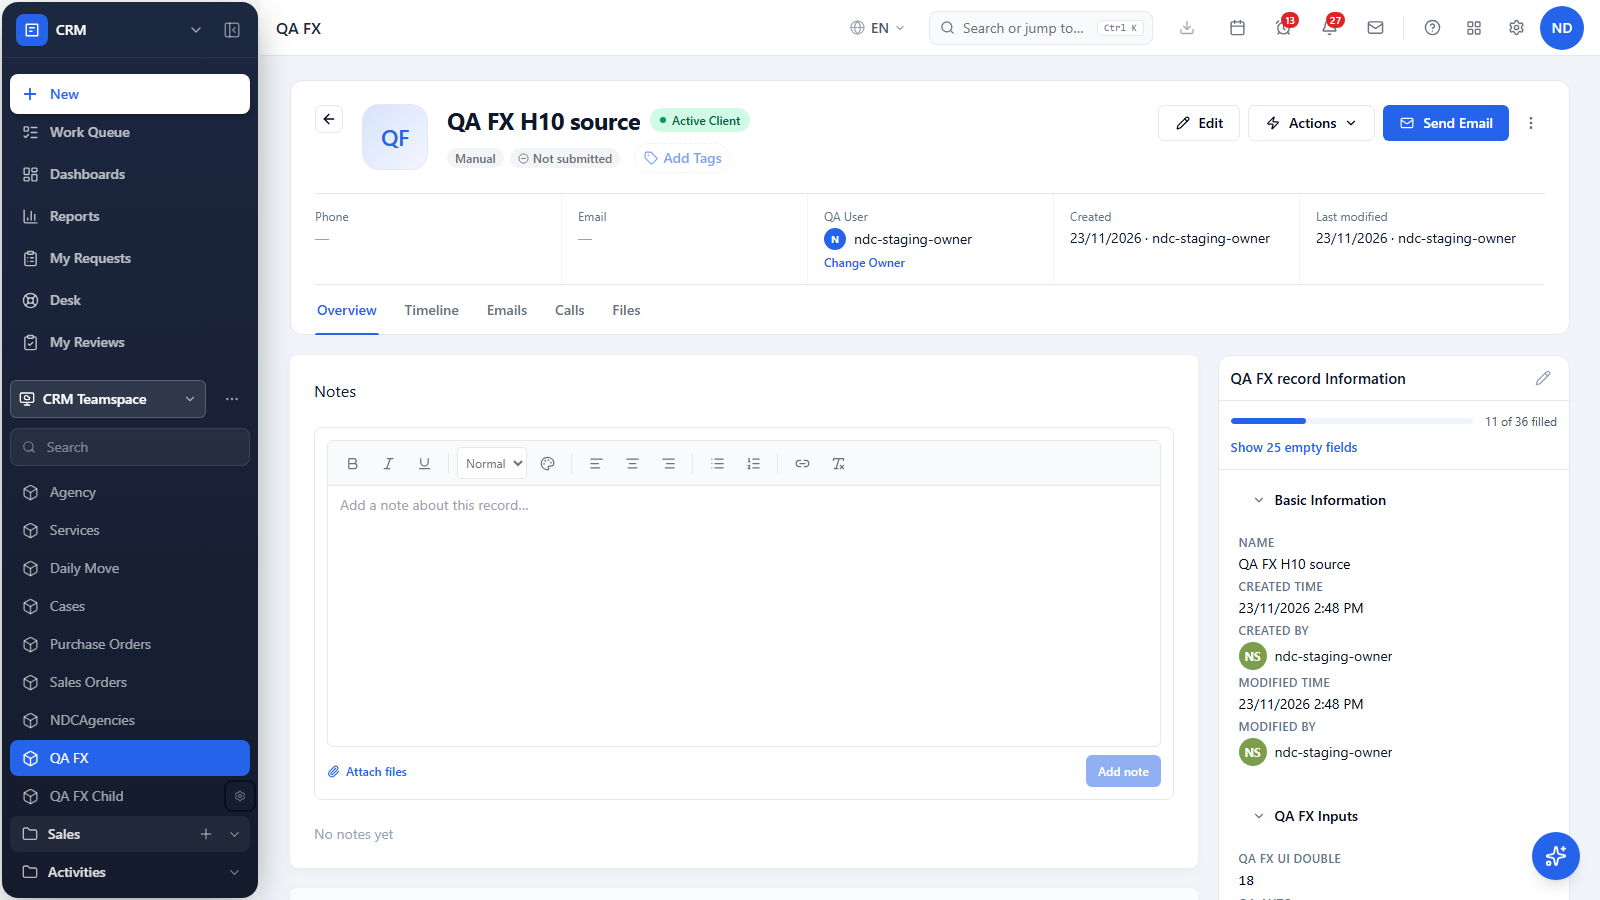 CRM
QA FX
EN
Search or jump to...
Ctrl K
13
27
ND
New
Work Queue
Dashboards
Reports
My Requests
Desk
My Reviews
CRM Teamspace
Search
Agency
Services
Daily Move
Cases
Purchase Orders
Sales Orders
NDCAgencies
QA FX
QA FX Child
Sales
Activities
QF
QA FX H10 source
Active Client
Manual
Not submitted
Add Tags
Edit
Actions
Send Email
Phone
—
Email
—
QA User
N
ndc-staging-owner
Change Owner
Created
23/11/2026 · ndc-staging-owner
Last modified
23/11/2026 · ndc-staging-owner
Overview
Timeline
Emails
Calls
Files
Notes
B I U Normal
Add a note about this record...
Attach files
Add note
No notes yet
QA FX record Information
11 of 36 filled
Show 25 empty fields
Basic Information
NAME
QA FX H10 source
CREATED TIME
23/11/2026 2:48 PM
CREATED BY
NS
ndc-staging-owner
MODIFIED TIME
23/11/2026 2:48 PM
MODIFIED BY
NS
ndc-staging-owner
QA FX Inputs
QA FX UI DOUBLE
18